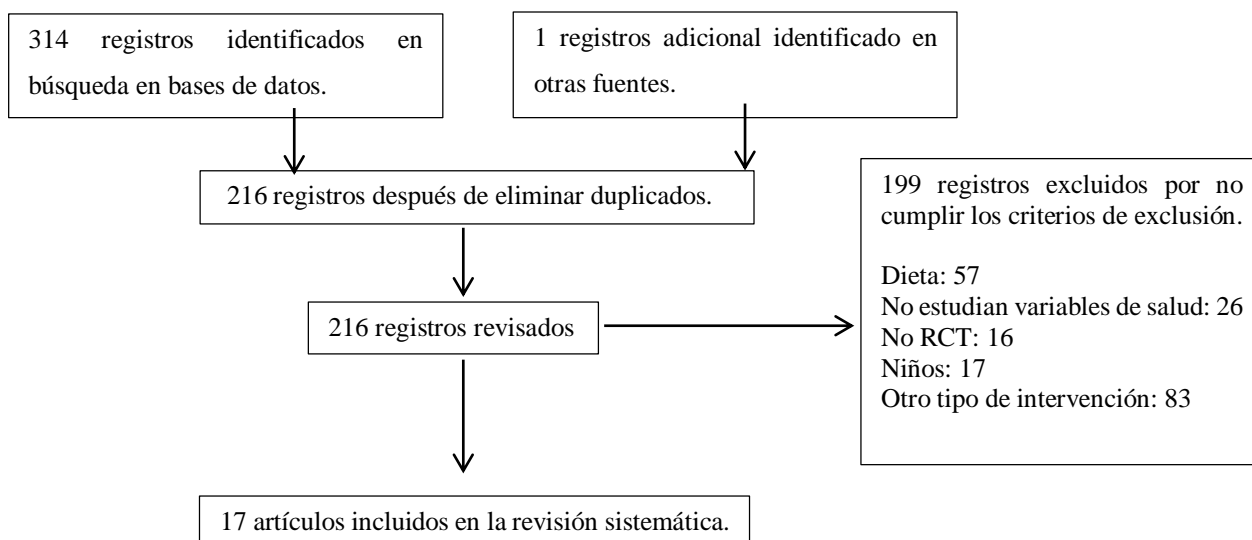 314 registros identificados en
búsqueda en bases de datos.
1 registros adicional identificado en
otras fuentes.
216 registros después de eliminar duplicados.
199 registros excluidos por no
cumplir los criterios de exclusión.
Dieta: 57
No estudian variables de salud: 26
No RCT: 16
Niños: 17
Otro tipo de intervención: 83
216 registros revisados
17 artículos incluidos en la revisión sistemática.